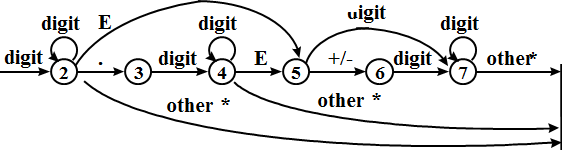 digit E digit digit digit
digit 2 . 3 digit 4 E 5 +/- 6 digit 7 other*
other * other *